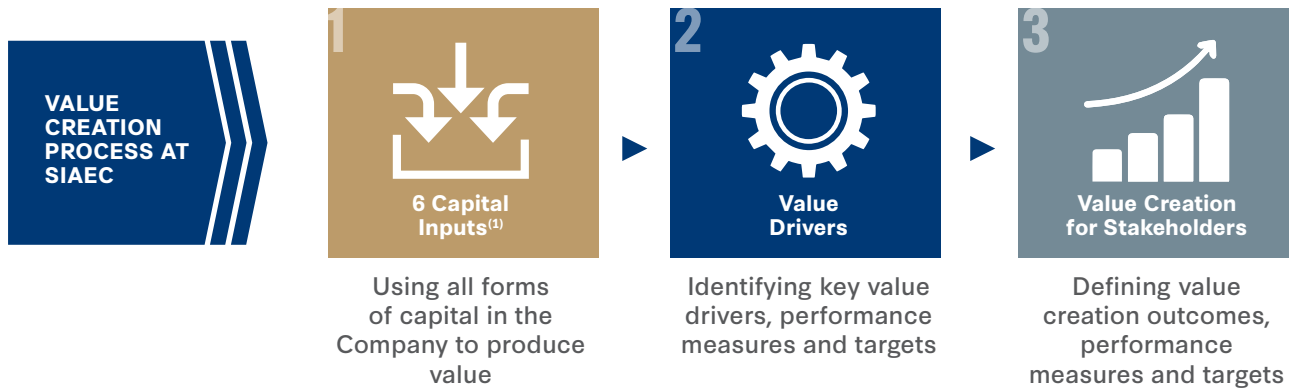 VALUE
CREATION
PROCESS AT
SIAEC
1
6 Capital
Inputs(1)
Using all forms
of capital in the
Company to produce
value
2
Value
Drivers
Identifying key value
drivers, performance
measures and targets
3
Value Creation
for Stakeholders
Defining value
creation outcomes,
performance
measures and targets